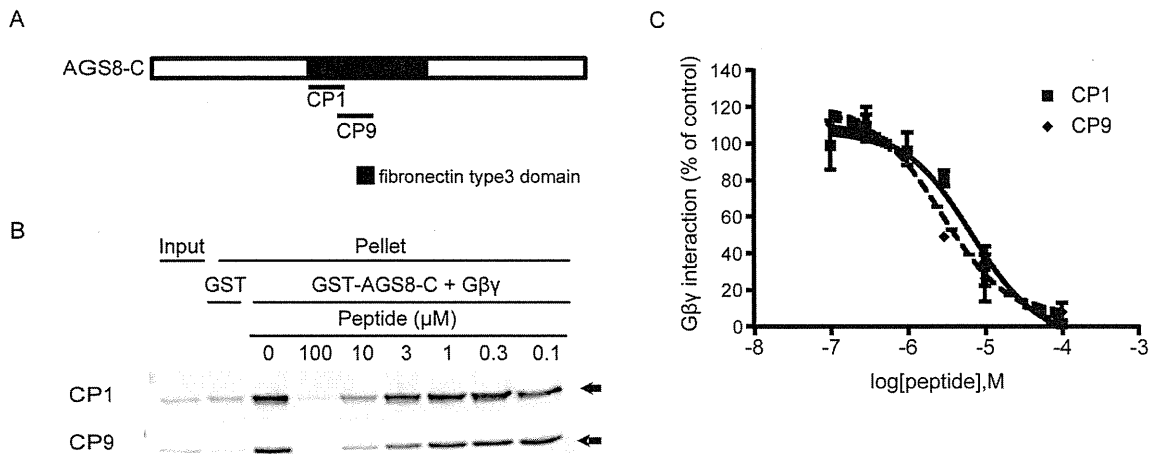 A
AGS8-C
CP1
CP9
fibronectin type3 domain
B
Input
Pellet
GST
GST-AGS8-C + Gβγ
Peptide (μM)
0 100 10 3 1 0.3 0.1
CP1
CP9
C
Gβγ interaction (% of control)
140
120
100
80
60
40
20
0
-8 -7 -6 -5 -4 -3
log[peptide],M
CP1
CP9